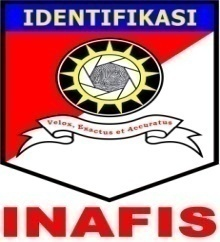 IDENTIFIKASI
Velox, Exactus et Accuratus
INAFIS